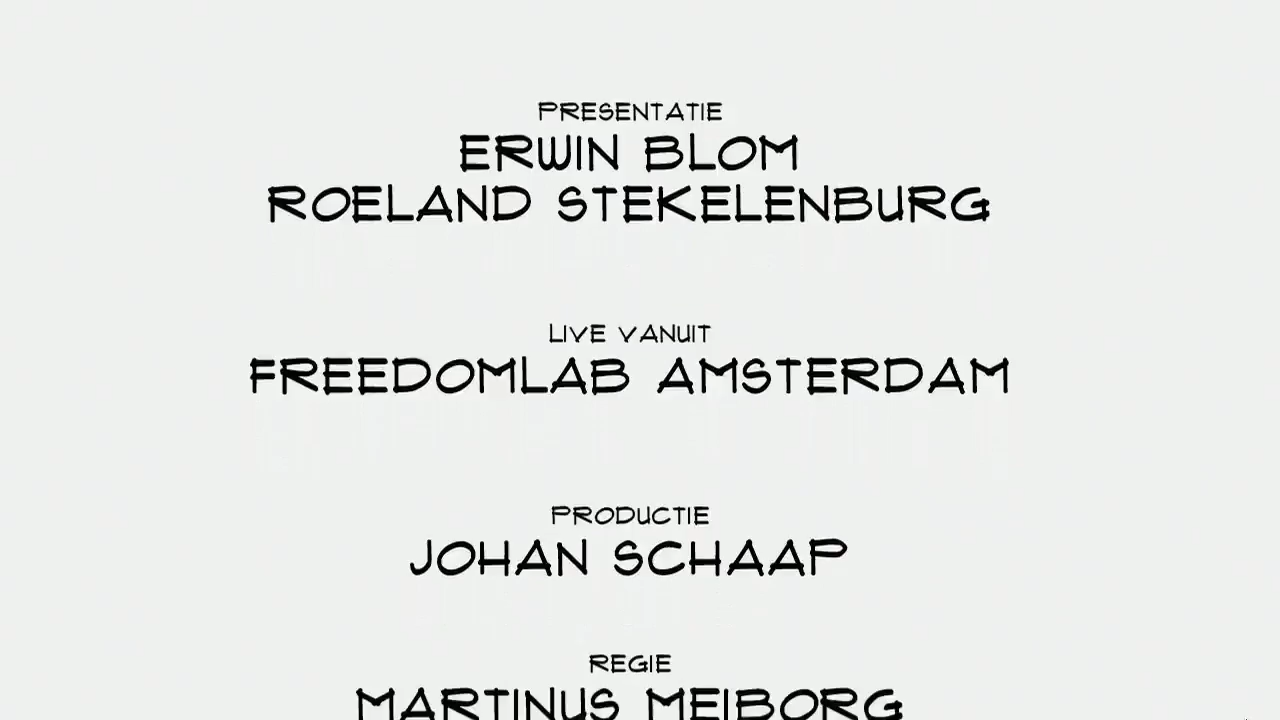 PRESENTATIE
ERWIN BLOM
ROELAND STEKELENBURG
LIVE VANUIT
FREEDOMLAB AMSTERDAM
PRODUCTIE
JOHAN SCHAAP
REGIE
MARTINUS MEIBORG